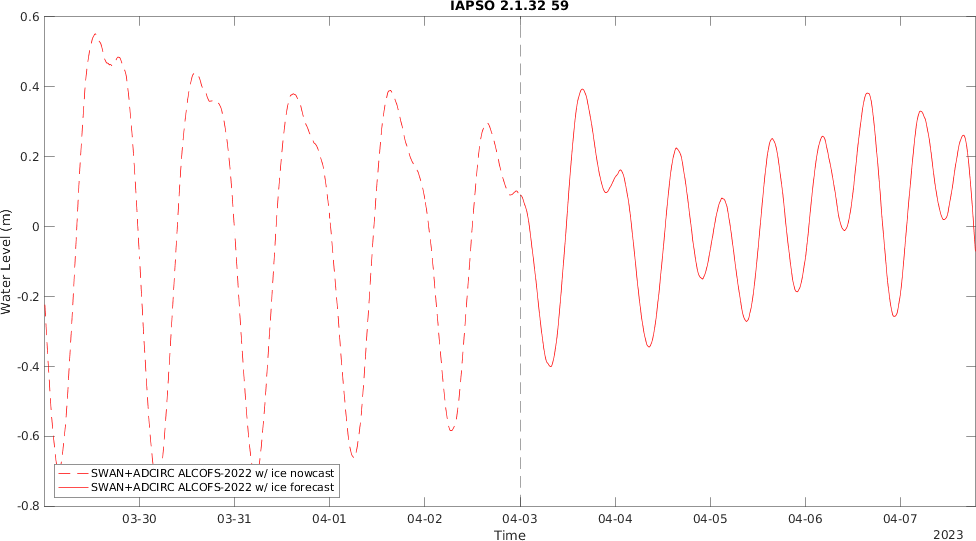 IAPSO 2.1.32 59
0.6
0.4
0.2
0
-0.2
-0.4
-0.6
-0.8
Water Level (m)
SWAN+ADCIRC ALCOFS-2022 w/ ice nowcast
SWAN+ADCIRC ALCOFS-2022 w/ ice forecast
03-30 03-31 04-01 04-02 04-03 04-04 04-05 04-06 04-07
Time
2023